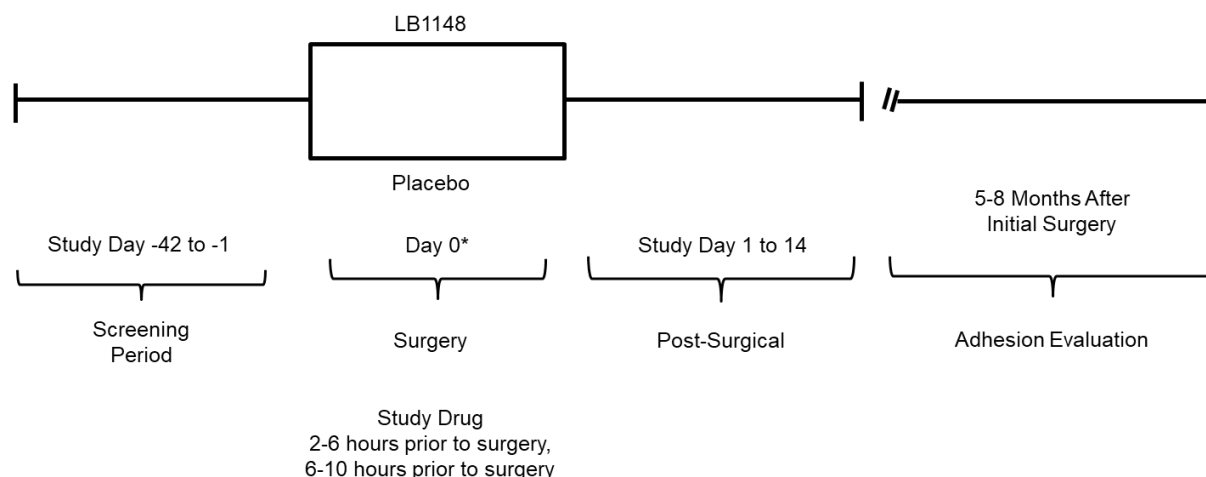 LB1148
Placebo
Study Day -42 to -1
Day 0*
Study Day 1 to 14
5-8 Months After
Initial Surgery
Screening
Period
Surgery
Post-Surgical
Adhesion Evaluation
Study Drug
2-6 hours prior to surgery,
6-10 hours prior to surgery